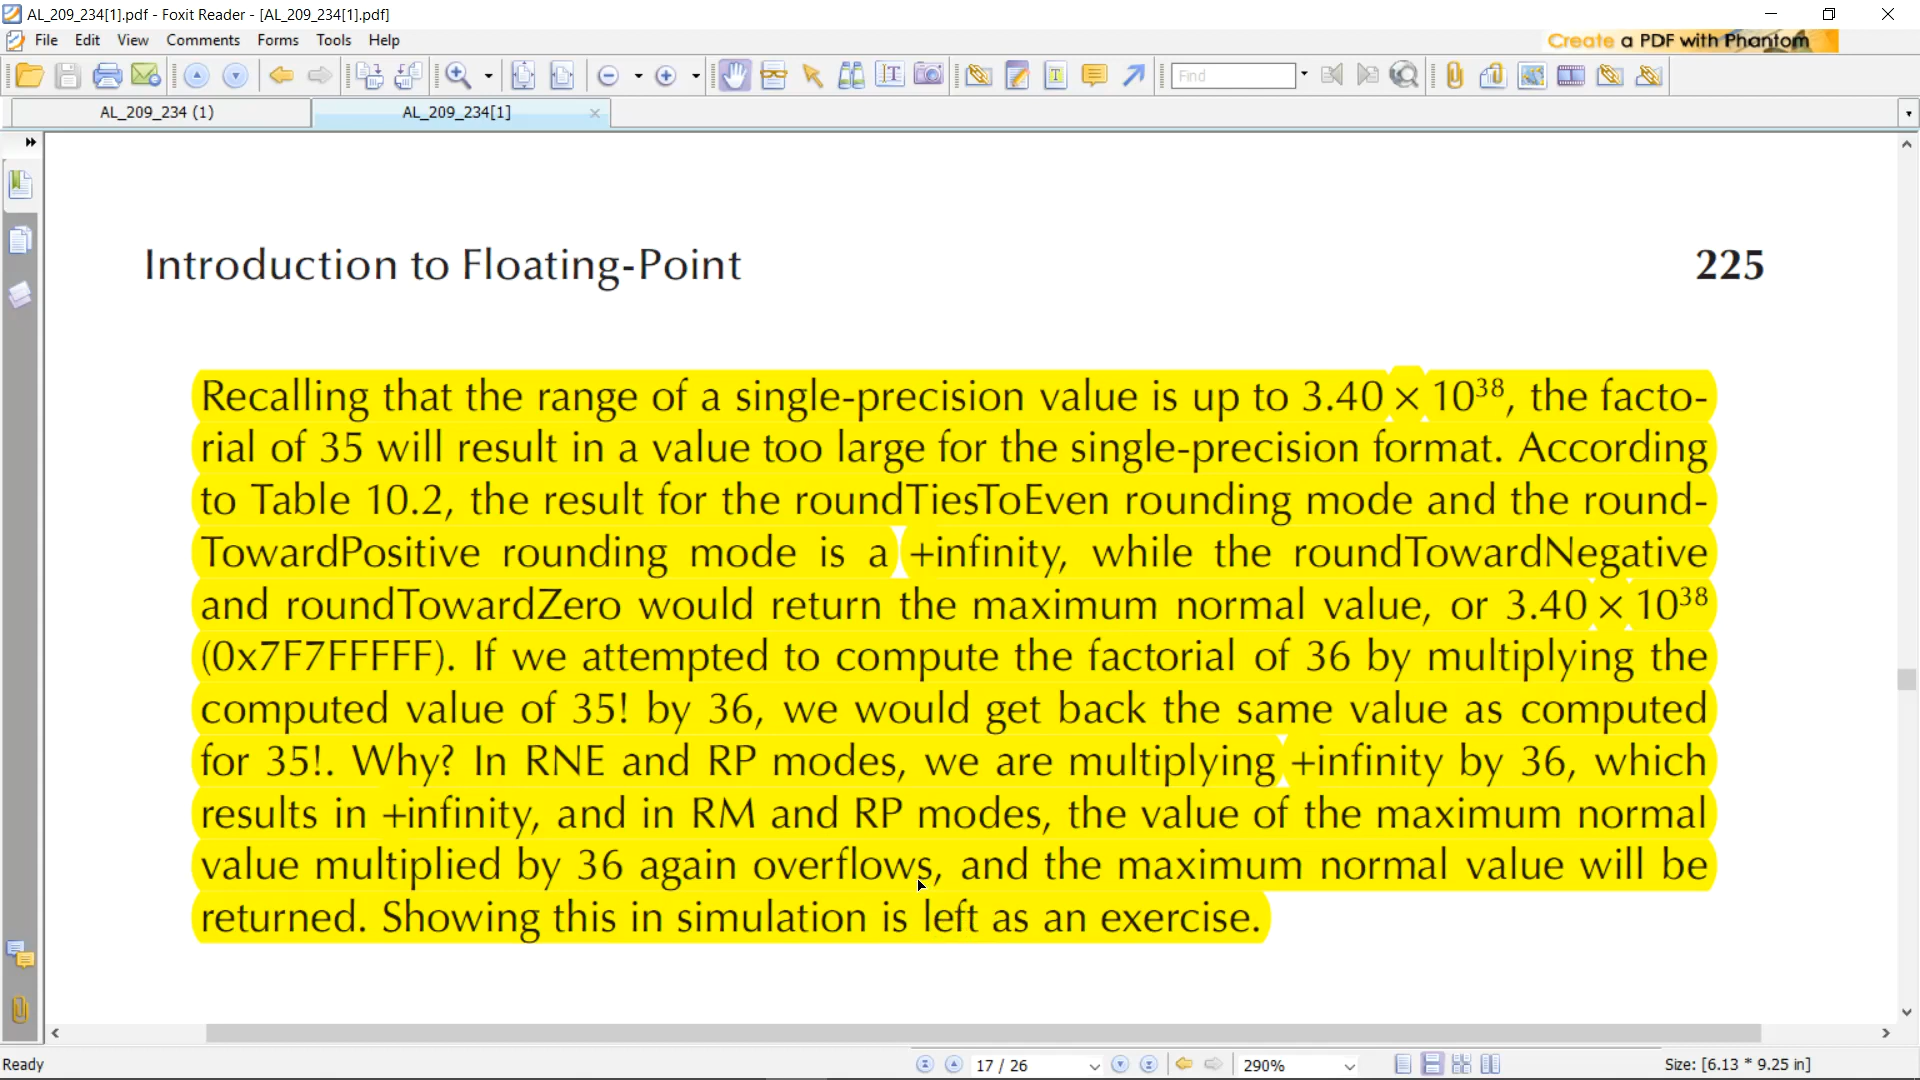 AL_209_234[1].pdf - Foxit Reader - [AL_209_234[1].pdf]
File Edit View Comments Forms Tools Help
Create a PDF with Phantom
Find
AL_209_234 (1) AL_209_234[1]
Introduction to Floating-Point 225
Recalling that the range of a single-precision value is up to 3.40 × 10³⁸, the facto-
rial of 35 will result in a value too large for the single-precision format. According
to Table 10.2, the result for the roundTiesToEven rounding mode and the round-
TowardPositive rounding mode is a +infinity, while the roundTowardNegative
and roundTowardZero would return the maximum normal value, or 3.40 × 10³⁸
(0x7F7FFFFF). If we attempted to compute the factorial of 36 by multiplying the
computed value of 35! by 36, we would get back the same value as computed
for 35!. Why? In RNE and RP modes, we are multiplying +infinity by 36, which
results in +infinity, and in RM and RP modes, the value of the maximum normal
value multiplied by 36 again overflows, and the maximum normal value will be
returned. Showing this in simulation is left as an exercise.
Ready 17 / 26 290% Size: [6.13 * 9.25 in]